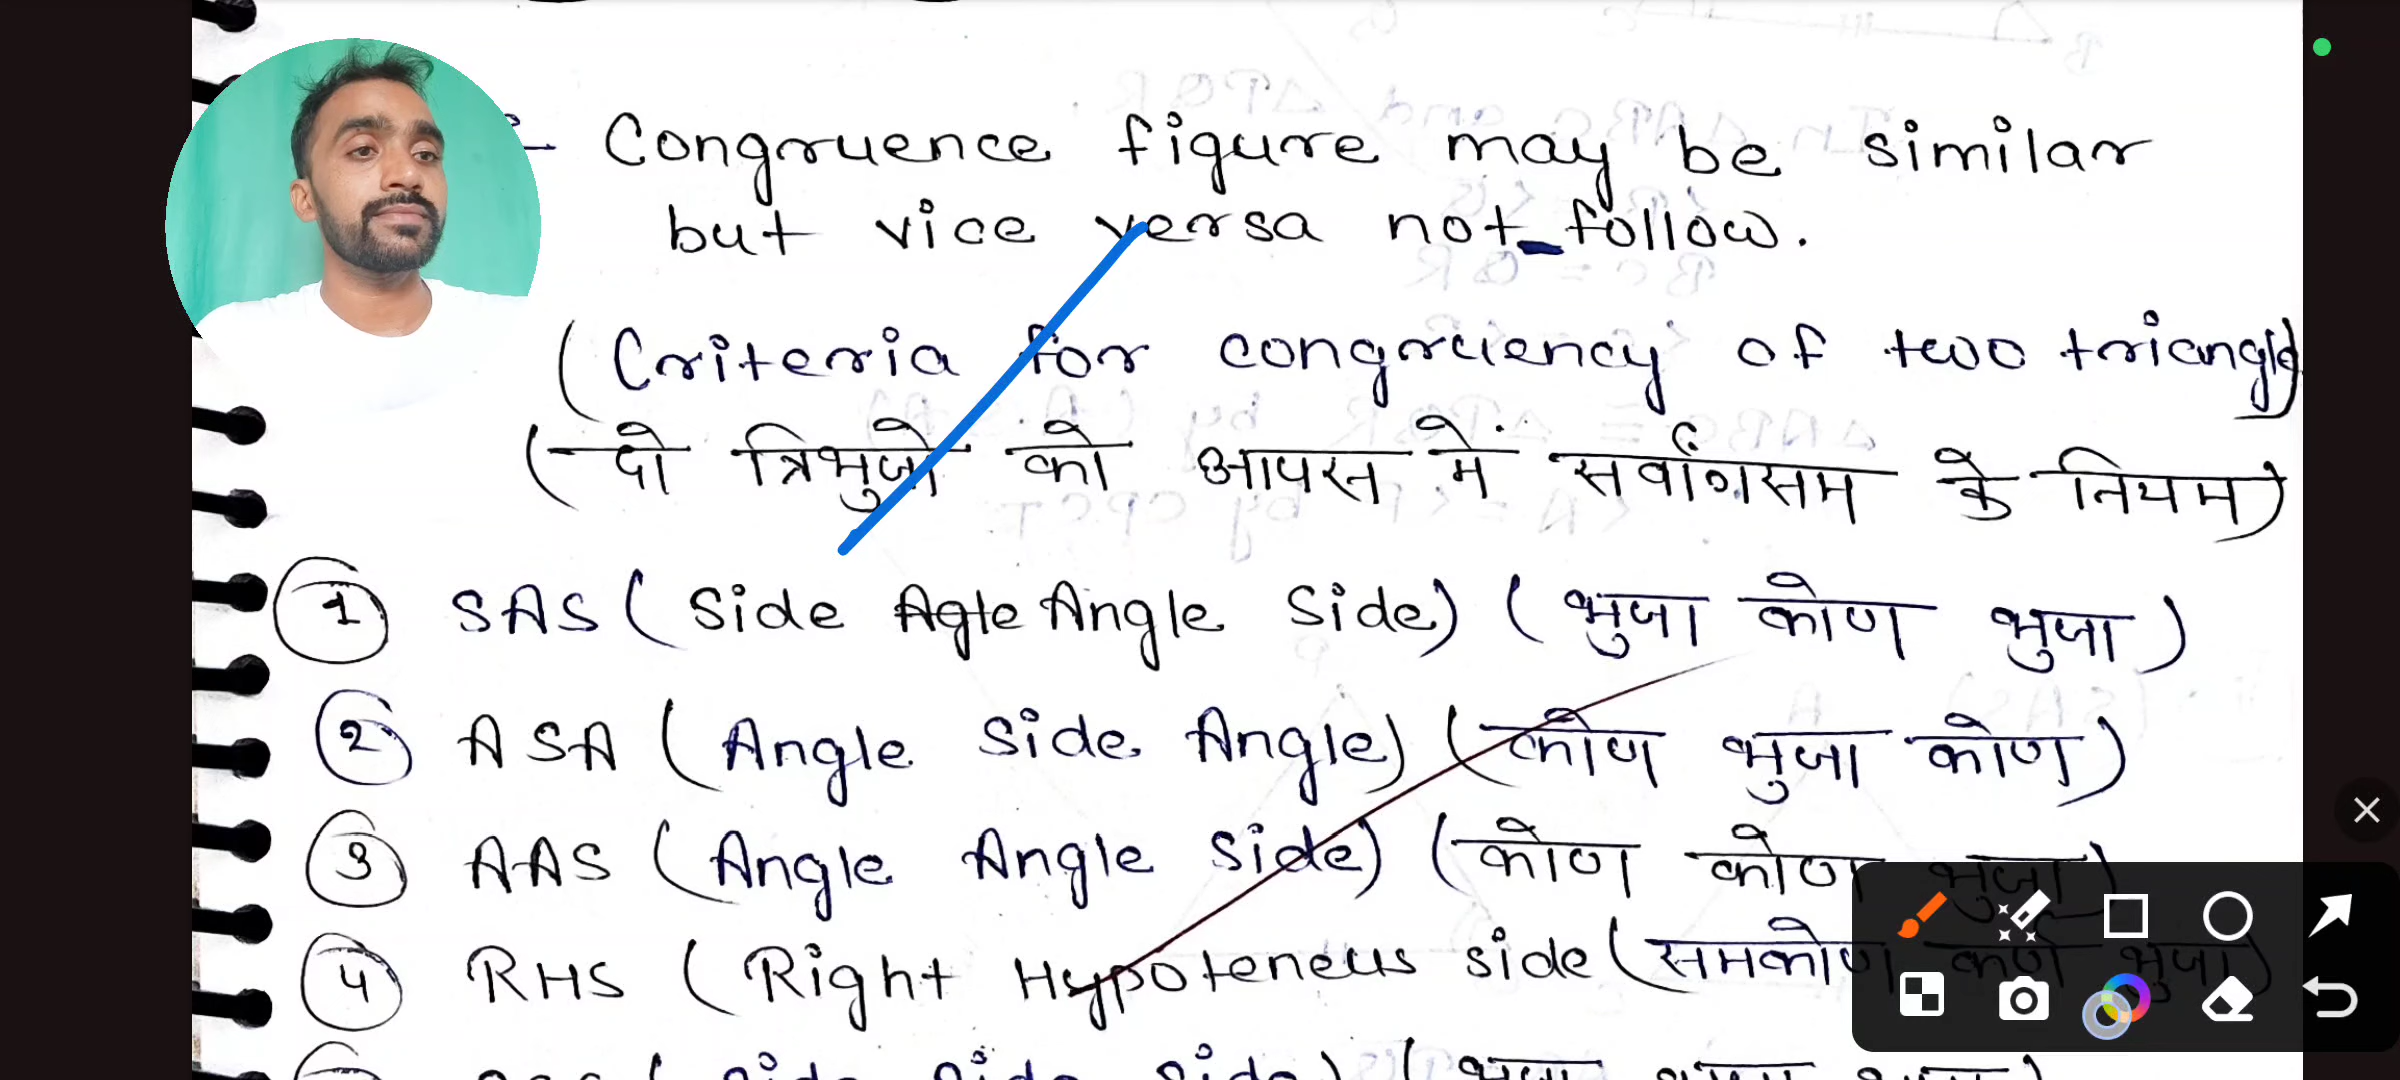 Congruence figure may be similar
but vice versa not follow.
(Criteria for congruency of two triangle)
(दो त्रिभुजो को आपस में सर्वांगसम के नियम)
1 SAS (Side Agle Angle Side) (भुजा कोण भुजा)
2 ASA (Angle Side Angle) (कोण भुजा कोण)
3 AAS (Angle Angle Side) (कोण कोण भुजा)
4 RHS (Right Hypoteneus side (समकोण कर्ण भुजा)